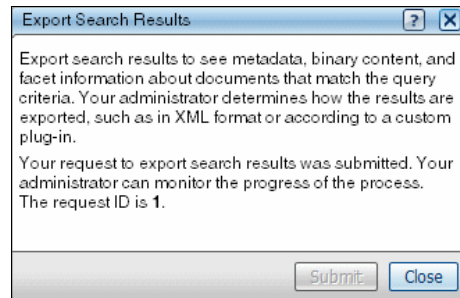 Export Search Results
?
X
Export search results to see metadata, binary content, and
facet information about documents that match the query
criteria. Your administrator determines how the results are
exported, such as in XML format or according to a custom
plug-in.
Your request to export search results was submitted. Your
administrator can monitor the progress of the process.
The request ID is 1.
Submit
Close